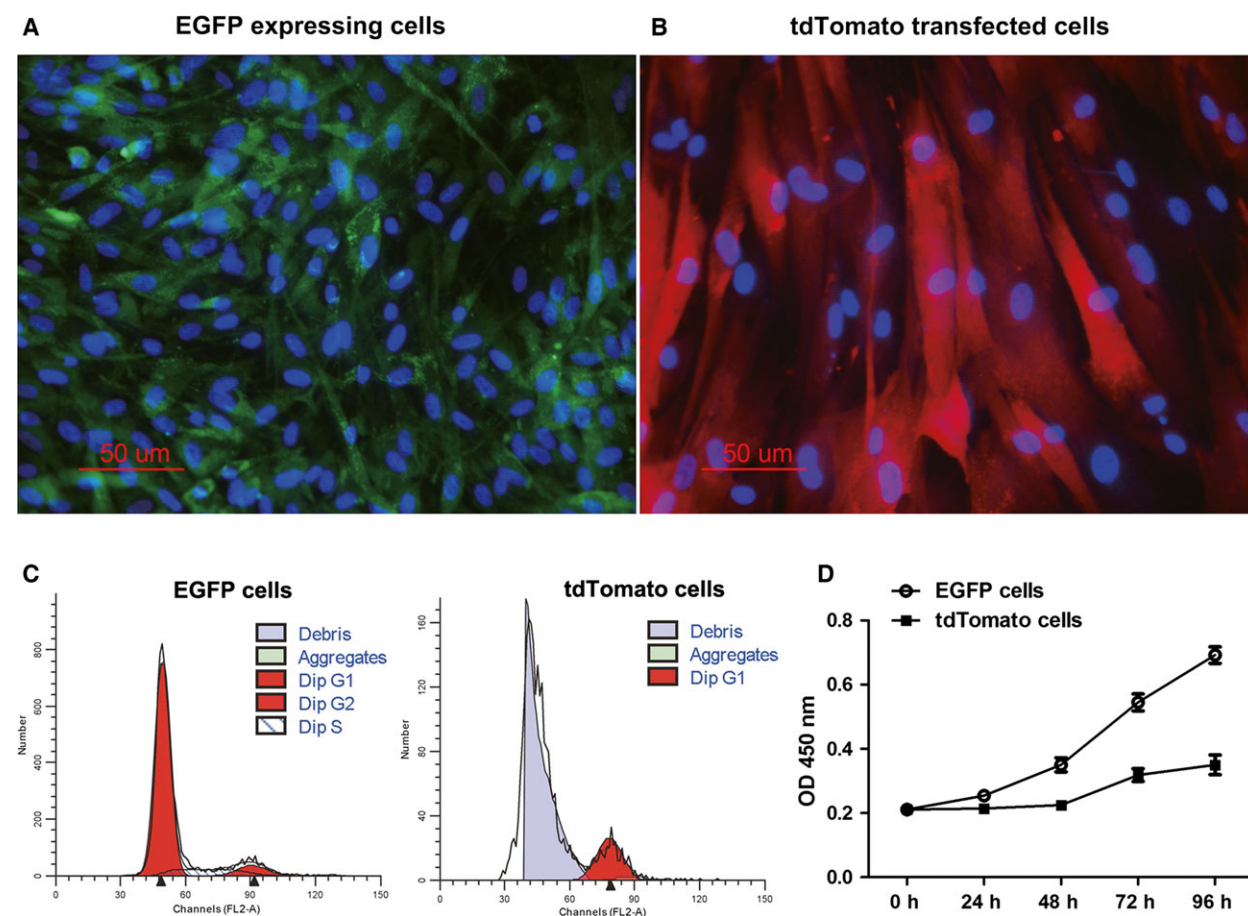 A EGFP expressing cells
B tdTomato transfected cells
50 um
50 um
C
EGFP cells
Debris
Aggregates
Dip G1
Dip G2
Dip S
Number
800
600
400
200
0
0 30 60 90 120 150
Channels (FL2-A)
tdTomato cells
Debris
Aggregates
Dip G1
Number
160
120
80
40
0
0 30 60 90 120 150
Channels (FL2-A)
D
EGFP cells
tdTomato cells
OD 450 nm
0.8
0.6
0.4
0.2
0.0
0 h 24 h 48 h 72 h 96 h